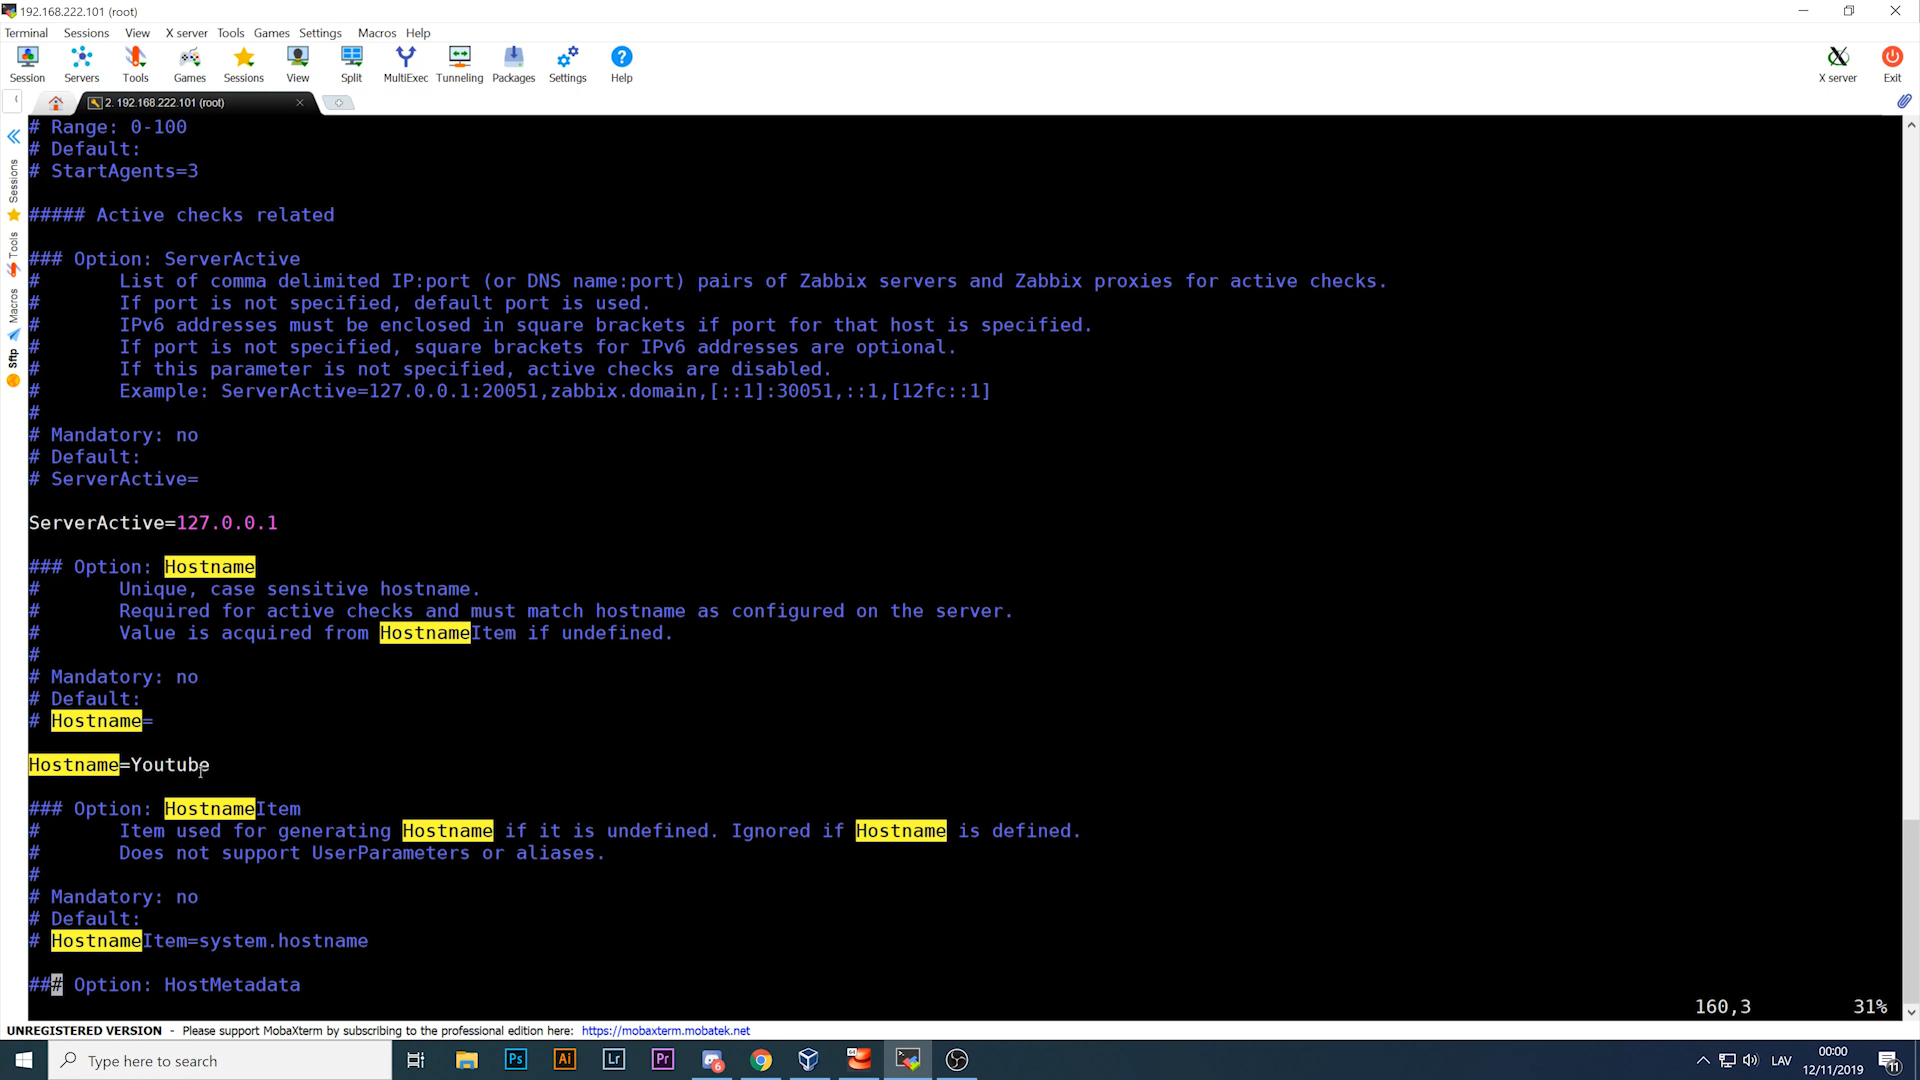 192.168.222.101 (root)
Terminal Sessions View X server Tools Games Settings Macros Help
Session Servers Tools Games Sessions View Split MultiExec Tunneling Packages Settings Help X server Exit
2. 192.168.222.101 (root)
# Range: 0-100
# Default:
# StartAgents=3
##### Active checks related
### Option: ServerActive
# List of comma delimited IP:port (or DNS name:port) pairs of Zabbix servers and Zabbix proxies for active checks.
# If port is not specified, default port is used.
# IPv6 addresses must be enclosed in square brackets if port for that host is specified.
# If port is not specified, square brackets for IPv6 addresses are optional.
# If this parameter is not specified, active checks are disabled.
# Example: ServerActive=127.0.0.1:20051,zabbix.domain,[::1]:30051,::1,[12fc::1]
#
# Mandatory: no
# Default:
# ServerActive=
ServerActive=127.0.0.1
### Option: Hostname
# Unique, case sensitive hostname.
# Required for active checks and must match hostname as configured on the server.
# Value is acquired from HostnameItem if undefined.
#
# Mandatory: no
# Default:
# Hostname=
Hostname=Youtube
### Option: HostnameItem
# Item used for generating Hostname if it is undefined. Ignored if Hostname is defined.
# Does not support UserParameters or aliases.
#
# Mandatory: no
# Default:
# HostnameItem=system.hostname
### Option: HostMetadata
160,3 31%
Sessions
Tools
Macros
Sftp
UNREGISTERED VERSION - Please support MobaXterm by subscribing to the professional edition here: https://mobaxterm.mobatek.net
Type here to search
Ps Ai Lr Pr 6 64
LAV
00:00
12/11/2019
11